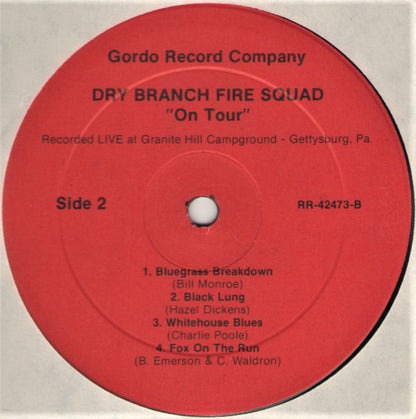 Gordo Record Company
DRY BRANCH FIRE SQUAD
"On Tour"
Recorded LIVE at Granite Hill Campground - Gettysburg, Pa.
Side 2
RR-42473-B
1. Bluegrass Breakdown
(Bill Monroe)
2. Black Lung
(Hazel Dickens)
3. Whitehouse Blues
(Charlie Poole)
4. Fox On The Run
(B. Emerson & C. Waldron)